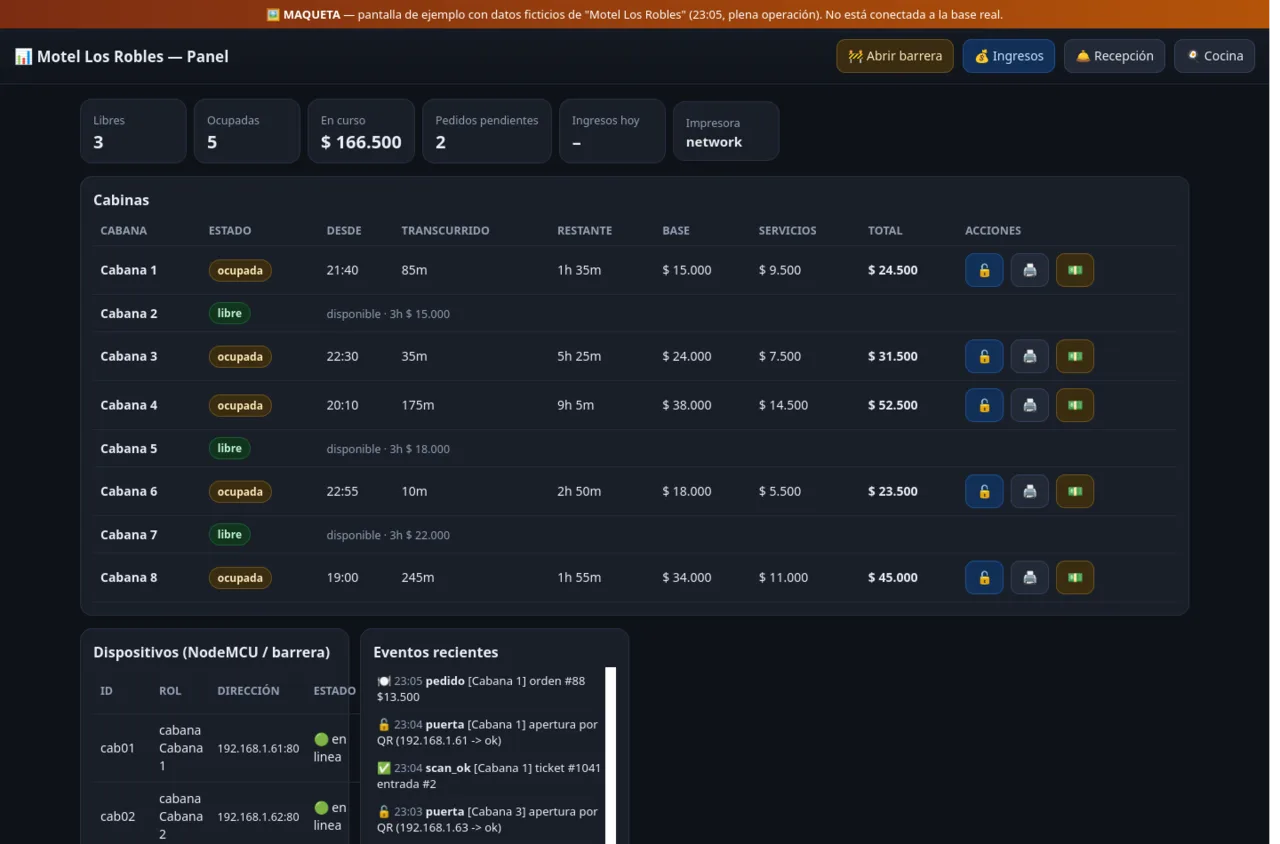 🖼️ MAQUETA — pantalla de ejemplo con datos ficticios de "Motel Los Robles" (23:05, plena operación). No está conectada a la base real.
📊 Motel Los Robles — Panel
🚧 Abrir barrera 💰 Ingresos 🛎️ Recepción 🍳 Cocina
Libres Ocupadas En curso Pedidos pendientes Ingresos hoy Impresora
3 5 $ 166.500 2 – network
Cabinas
CABANA ESTADO DESDE TRANSCURRIDO RESTANTE BASE SERVICIOS TOTAL ACCIONES
Cabana 1 ocupada 21:40 85m 1h 35m $ 15.000 $ 9.500 $ 24.500
Cabana 2 libre disponible · 3h $ 15.000
Cabana 3 ocupada 22:30 35m 5h 25m $ 24.000 $ 7.500 $ 31.500
Cabana 4 ocupada 20:10 175m 9h 5m $ 38.000 $ 14.500 $ 52.500
Cabana 5 libre disponible · 3h $ 18.000
Cabana 6 ocupada 22:55 10m 2h 50m $ 18.000 $ 5.500 $ 23.500
Cabana 7 libre disponible · 3h $ 22.000
Cabana 8 ocupada 19:00 245m 1h 55m $ 34.000 $ 11.000 $ 45.000
Dispositivos (NodeMCU / barrera)
ID ROL DIRECCIÓN ESTADO
cab01 cabana Cabana 1 192.168.1.61:80 🟢 en linea
cab02 cabana Cabana 2 192.168.1.62:80 🟢 en linea
Eventos recientes
🍽️ 23:05 pedido [Cabana 1] orden #88
$13.500
🔓 23:04 puerta [Cabana 1] apertura por
QR (192.168.1.61 -> ok)
✅ 23:04 scan_ok [Cabana 1] ticket #1041
entrada #2
🔓 23:03 puerta [Cabana 3] apertura por
QR (192.168.1.63 -> ok)